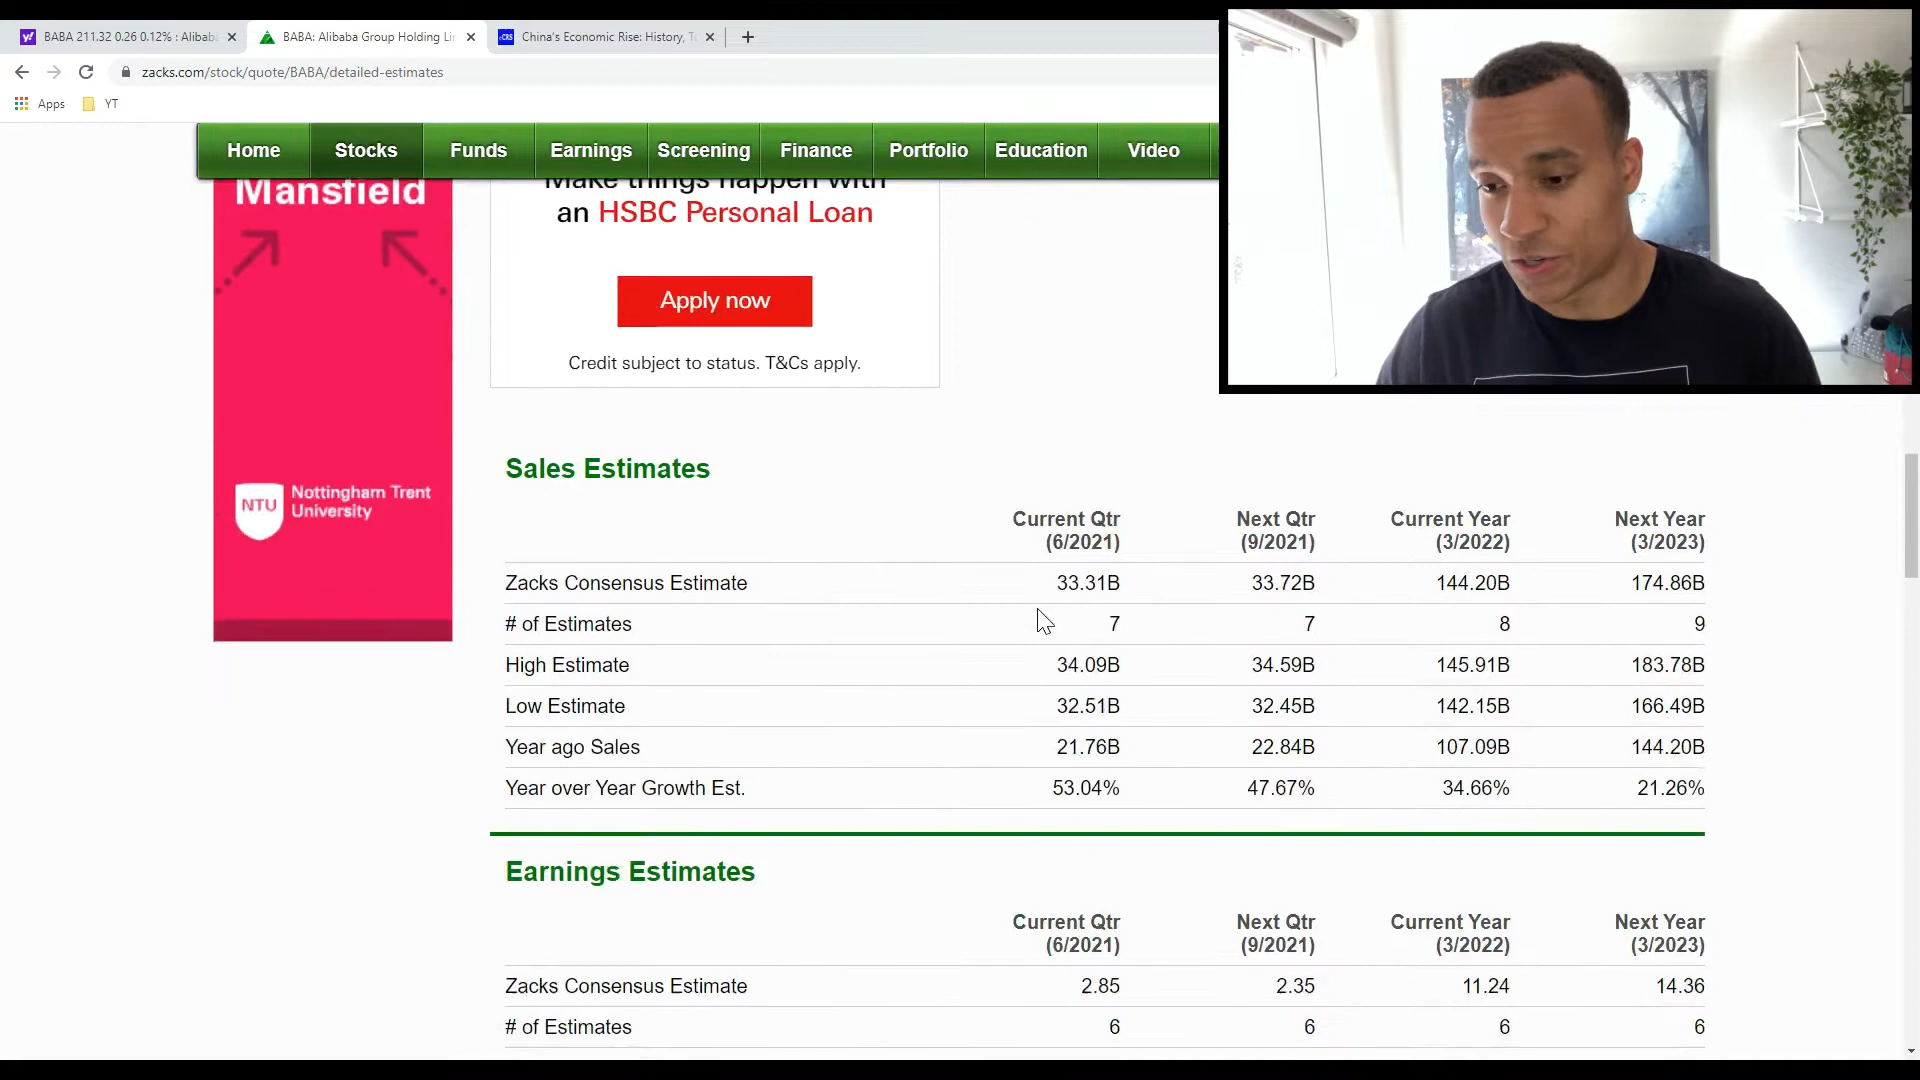 BABA 211.32 0.26 0.12% : Alibaba
BABA: Alibaba Group Holding Li
CRS
China's Economic Rise: History, T
zacks.com/stock/quote/BABA/detailed-estimates
Apps
YT
Home
Stocks
Funds
Earnings
Screening
Finance
Portfolio
Education
Video
Mansfield
NTU
Nottingham Trent
University
Make things happen with
an HSBC Personal Loan
Apply now
Credit subject to status. T&Cs apply.
Sales Estimates
Current Qtr Next Qtr Current Year Next Year
(6/2021) (9/2021) (3/2022) (3/2023)
Zacks Consensus Estimate 33.31B 33.72B 144.20B 174.86B
# of Estimates 7 7 8 9
High Estimate 34.09B 34.59B 145.91B 183.78B
Low Estimate 32.51B 32.45B 142.15B 166.49B
Year ago Sales 21.76B 22.84B 107.09B 144.20B
Year over Year Growth Est. 53.04% 47.67% 34.66% 21.26%
Earnings Estimates
Current Qtr Next Qtr Current Year Next Year
(6/2021) (9/2021) (3/2022) (3/2023)
Zacks Consensus Estimate 2.85 2.35 11.24 14.36
# of Estimates 6 6 6 6